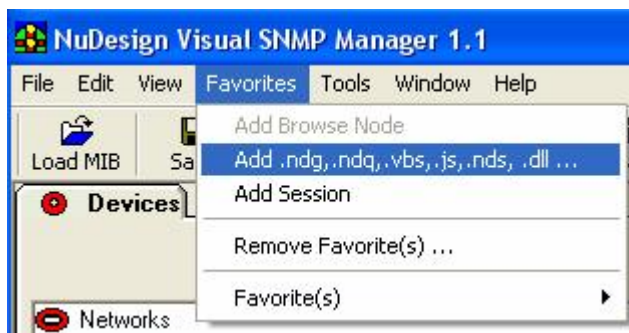 NuDesign Visual SNMP Manager 1.1
File Edit View Favorites Tools Window Help
Load MIB Sa
Add Browse Node
Add .ndg,.ndq,.vbs,.js,.nds, .dll ...
Add Session
Remove Favorite(s) ...
Favorite(s)
Devices
Networks